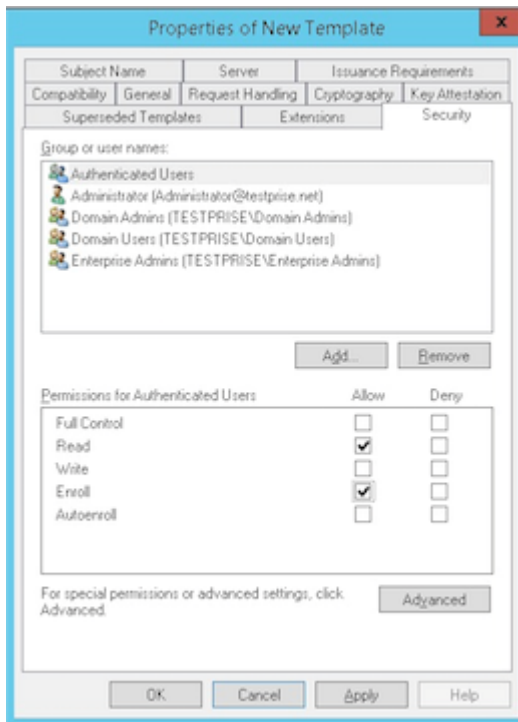 Properties of New Template
x
Subject Name Server Issuance Requirements
Compatibility General Request Handling Cryptography Key Attestation
Superseded Templates Extensions Security
Group or user names:
Authenticated Users
Administrator (Administrator@testprise.net)
Domain Admins (TESTPRISE\Domain Admins)
Domain Users (TESTPRISE\Domain Users)
Enterprise Admins (TESTPRISE\Enterprise Admins)
Add... Remove
Permissions for Authenticated Users Allow Deny
Full Control
Read
Write
Enroll
Autoenroll
For special permissions or advanced settings, click
Advanced.
Advanced
OK Cancel Apply Help